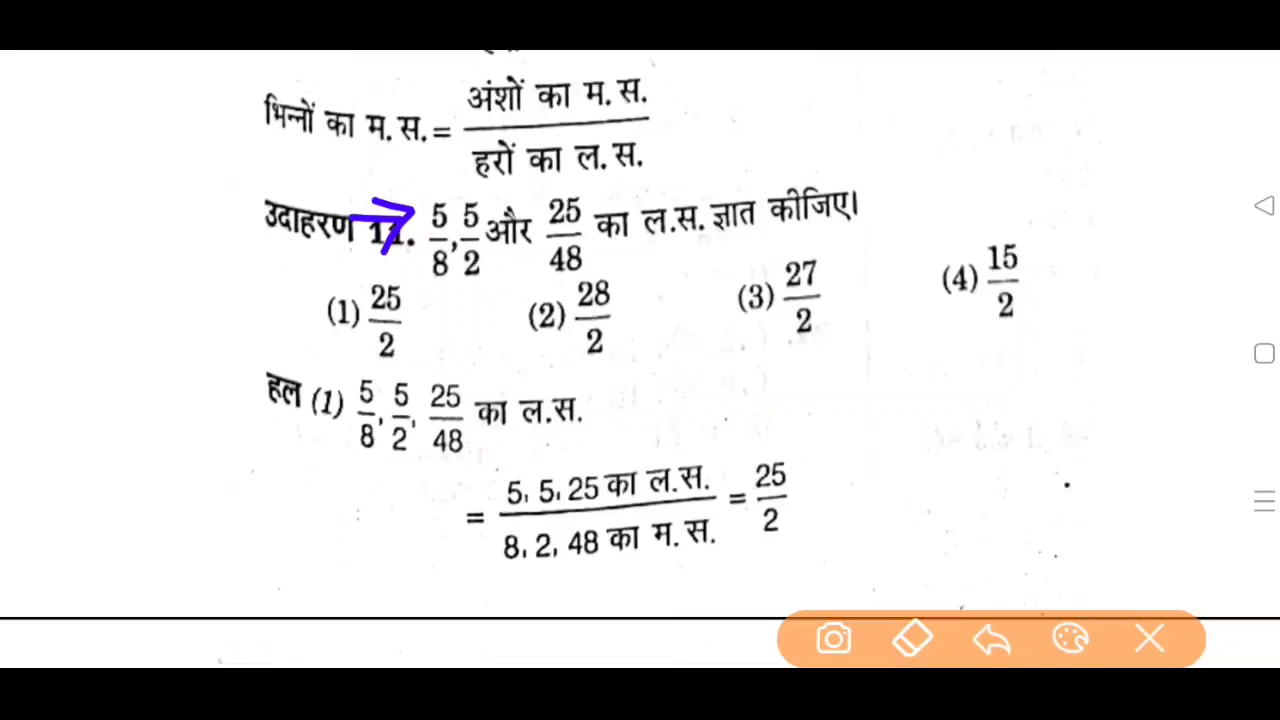 भिन्नों का म. स. = अंशों का म. स. / हरों का ल. स.
उदाहरण 11. 5/8, 5/2 और 25/48 का ल.स. ज्ञात कीजिए।
(1) 25/2 (2) 28/2 (3) 27/2 (4) 15/2
हल (1) 5/8, 5/2, 25/48 का ल.स.
= 5, 5, 25 का ल. स. / 8, 2, 48 का म. स. = 25/2